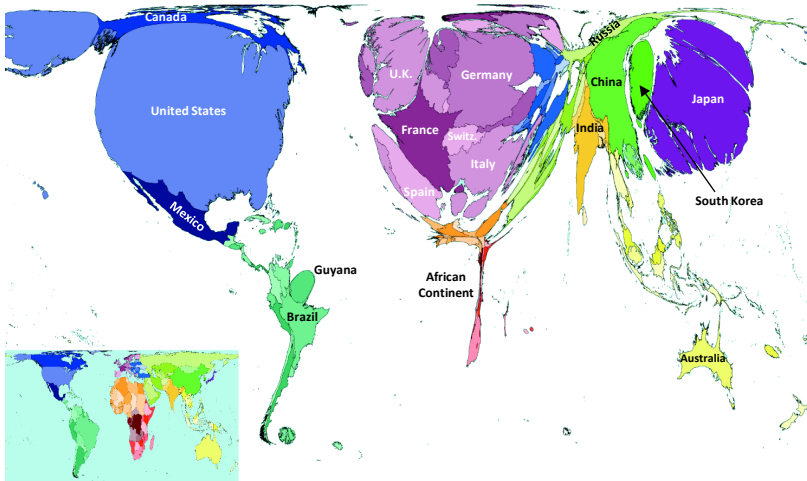 Canada
Russia
U.K.
Germany
China
United States
Japan
France
India
Switz.
Italy
Spain
South Korea
Mexico
Guyana
African
Continent
Brazil
Australia